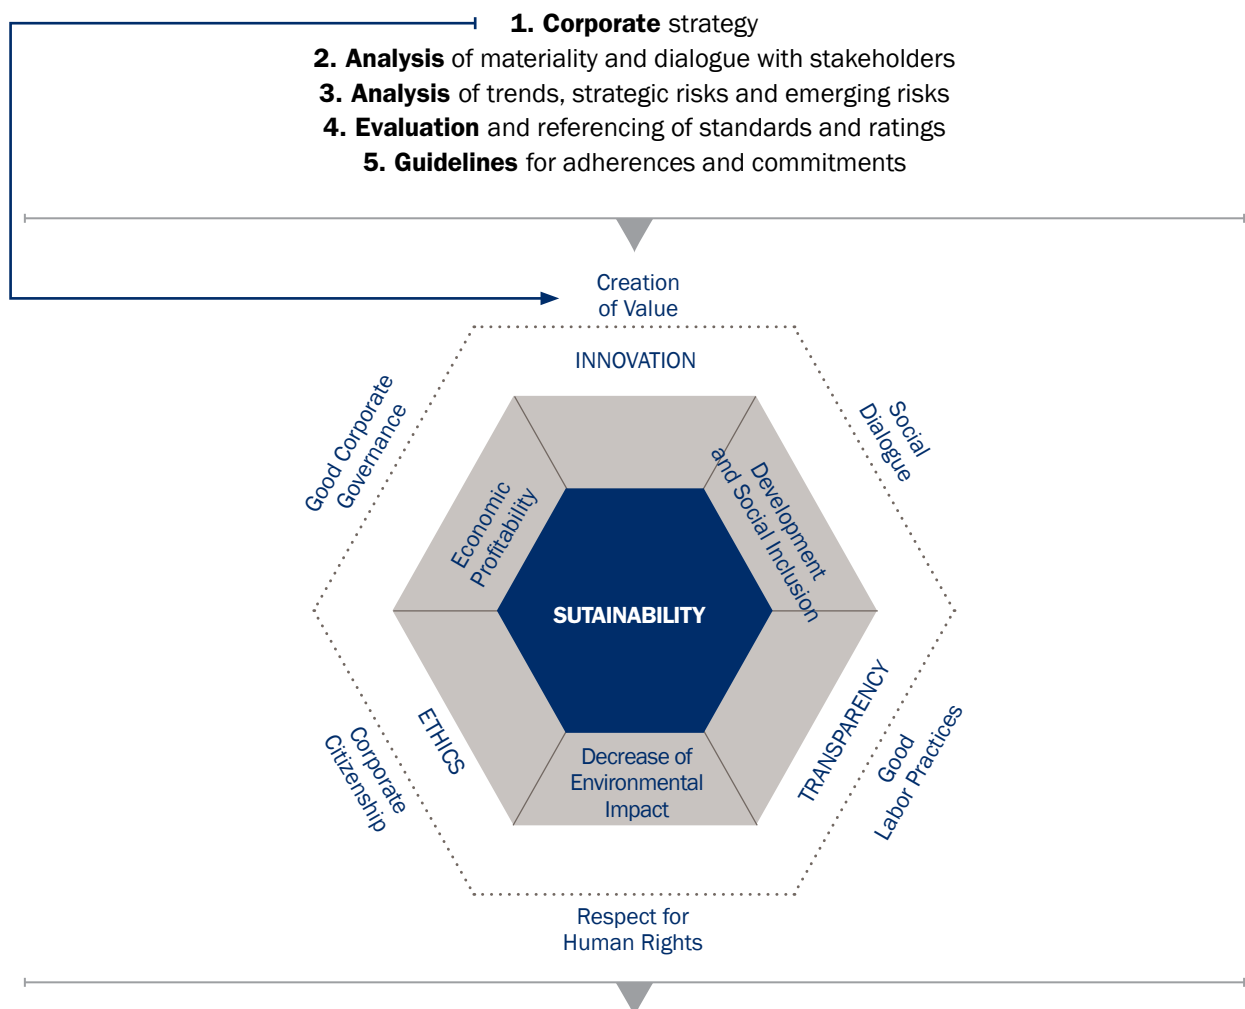 1. Corporate strategy
2. Analysis of materiality and dialogue with stakeholders
3. Analysis of trends, strategic risks and emerging risks
4. Evaluation and referencing of standards and ratings
5. Guidelines for adherences and commitments
Creation
of Value
INNOVATION
Good Corporate
Governance
Social
Dialogue
Economic
Profitability
Development
and Social Inclusion
SUTAINABILITY
ETHICS
TRANSPARENCY
Corporate
Citizenship
Good
Labor Practices
Decrease of
Environmental
Impact
Respect for
Human Rights